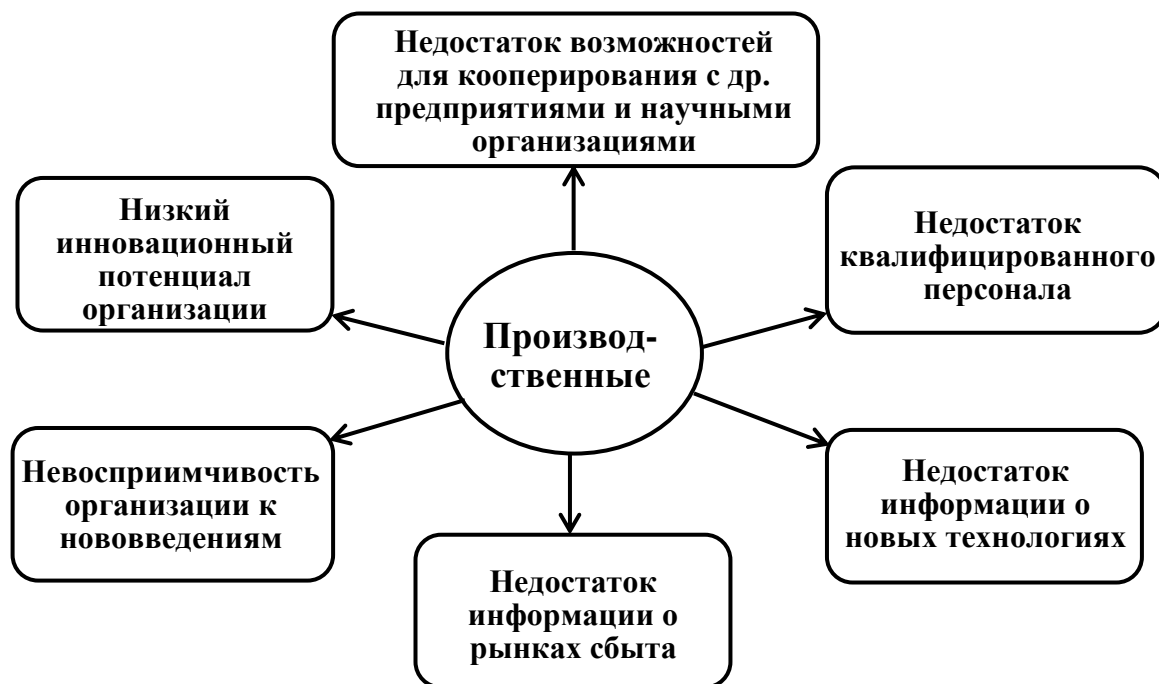 Недостаток возможностей
для кооперирования с др.
предприятиями и научными
организациями
Низкий
инновационный
потенциал
организации
Недостаток
квалифицированного
персонала
Производ-
ственные
Невосприимчивость
организации к
нововведениям
Недостаток
информации о
новых технологиях
Недостаток
информации о
рынках сбыта